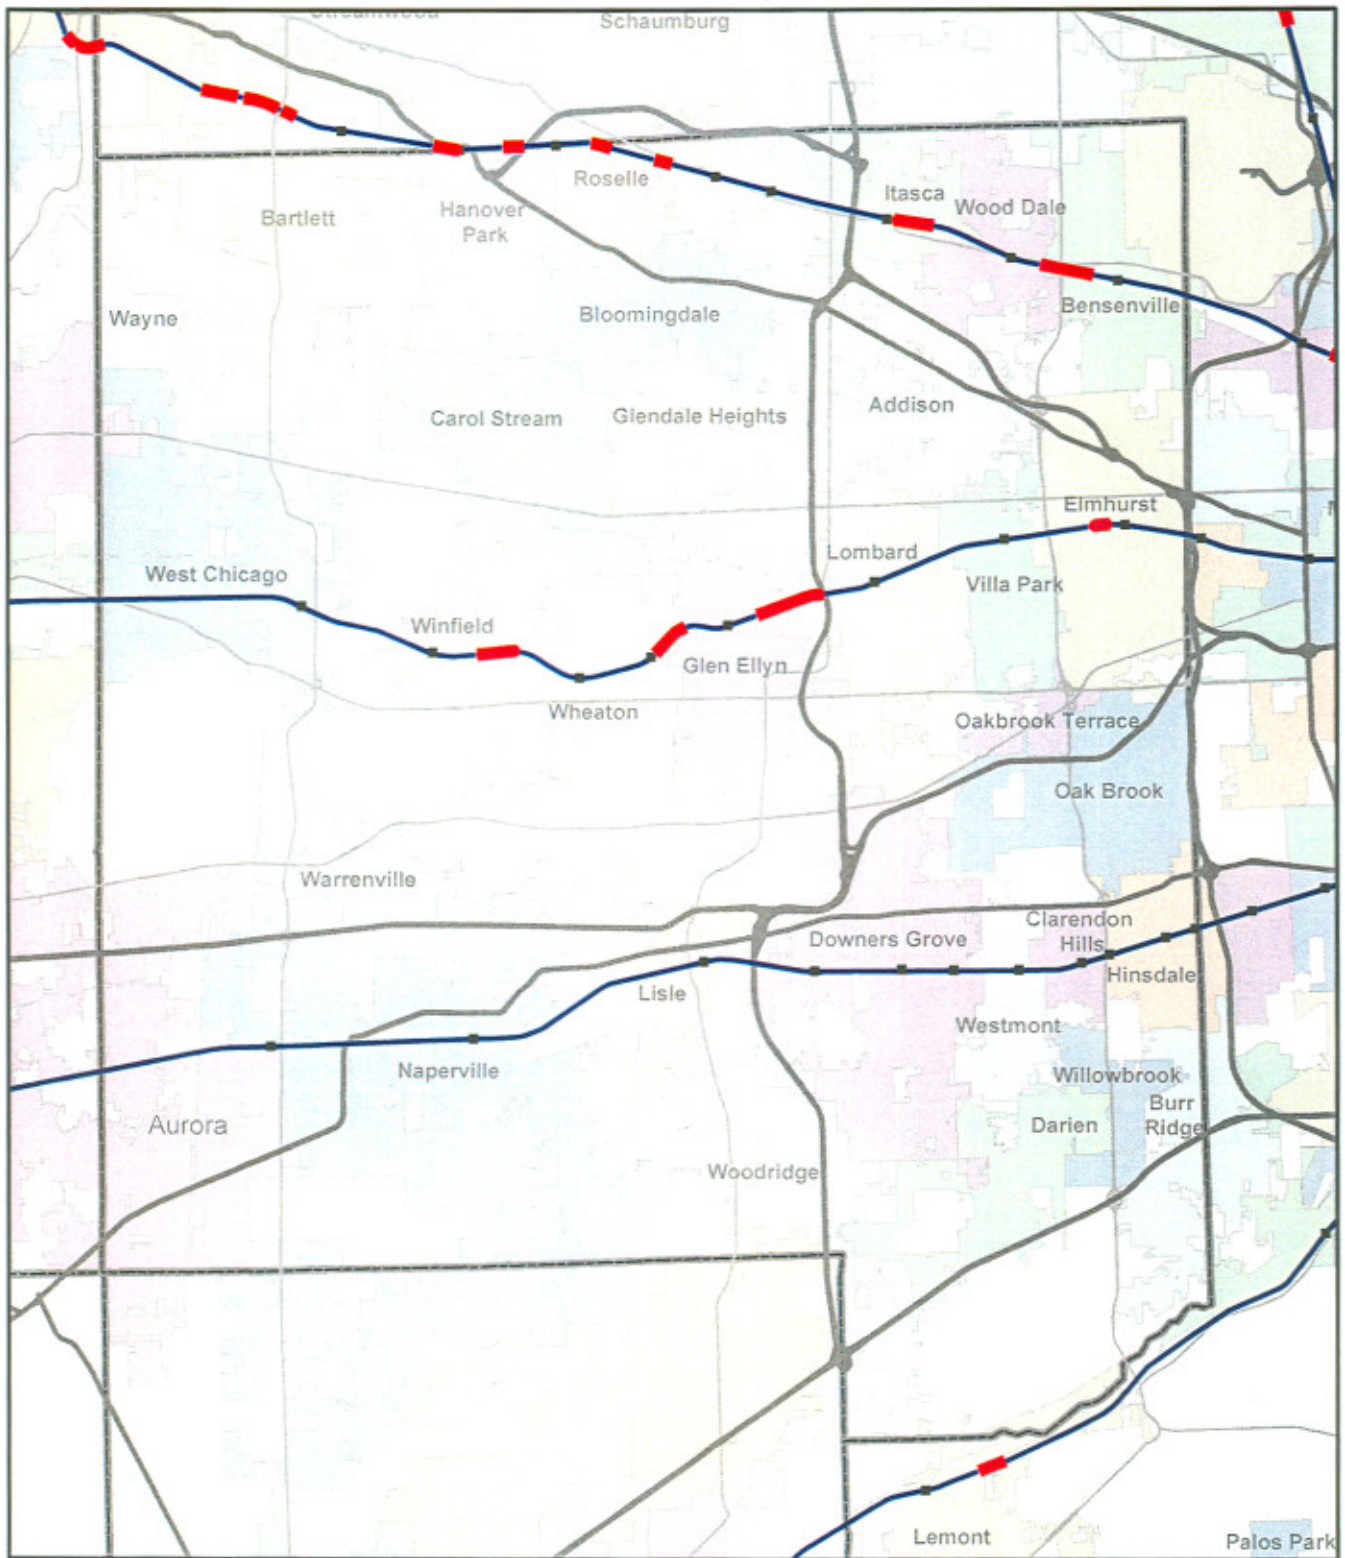 Streamwood
Schaumburg
Roselle
Itasca
Wood Dale
Bartlett
Hanover
Park
Wayne
Bloomingdale
Bensenville
Carol Stream
Glendale Heights
Addison
Elmhurst
Lombard
West Chicago
Villa Park
Winfield
Glen Ellyn
Wheaton
Oakbrook Terrace
Oak Brook
Warrenville
Clarendon
Hills
Downers Grove
Hinsdale
Lisle
Westmont
Naperville
Willowbrook
Burr
Ridge
Aurora
Darien
Woodridge
Lemont
Palos Park